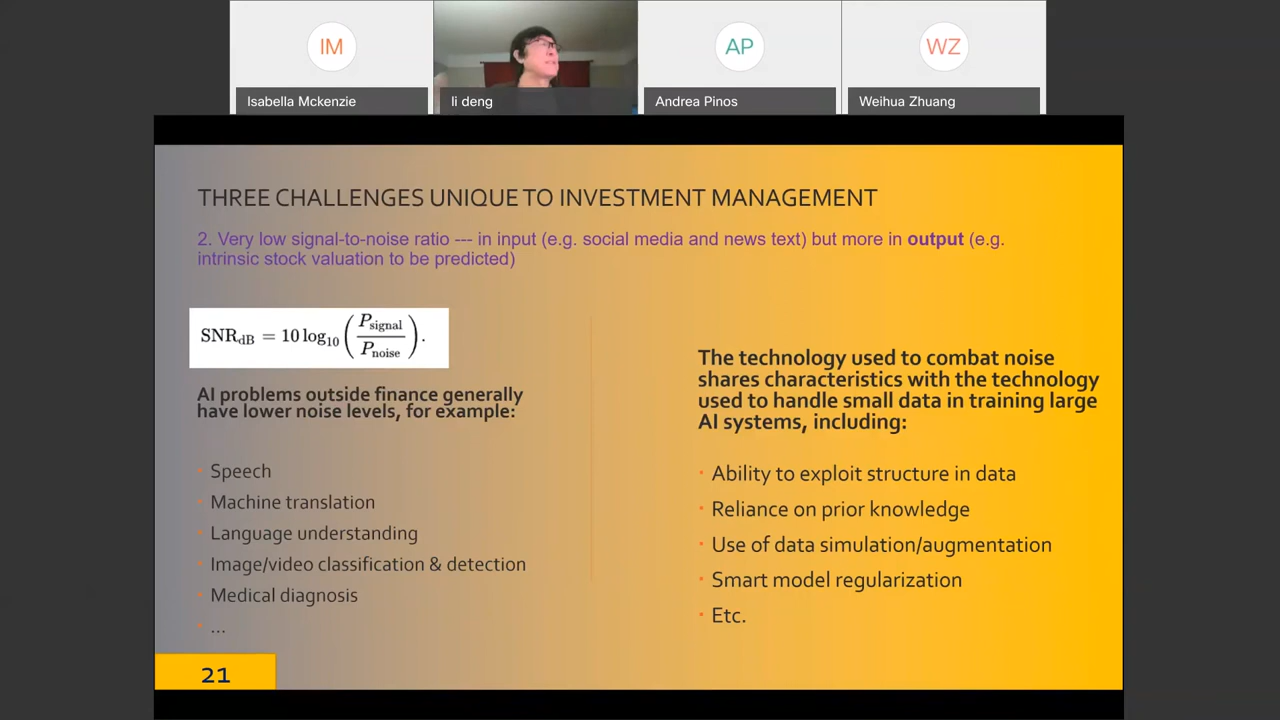 IM
AP
WZ
Isabella Mckenzie
li deng
Andrea Pinos
Weihua Zhuang
THREE CHALLENGES UNIQUE TO INVESTMENT MANAGEMENT
2. Very low signal-to-noise ratio --- in input (e.g. social media and news text) but more in output (e.g.
intrinsic stock valuation to be predicted)
SNR_dB = 10 log_10 (P_signal / P_noise).
AI problems outside finance generally
have lower noise levels, for example:
• Speech
• Machine translation
• Language understanding
• Image/video classification & detection
• Medical diagnosis
• ...
The technology used to combat noise
shares characteristics with the technology
used to handle small data in training large
AI systems, including:
• Ability to exploit structure in data
• Reliance on prior knowledge
• Use of data simulation/augmentation
• Smart model regularization
• Etc.
21